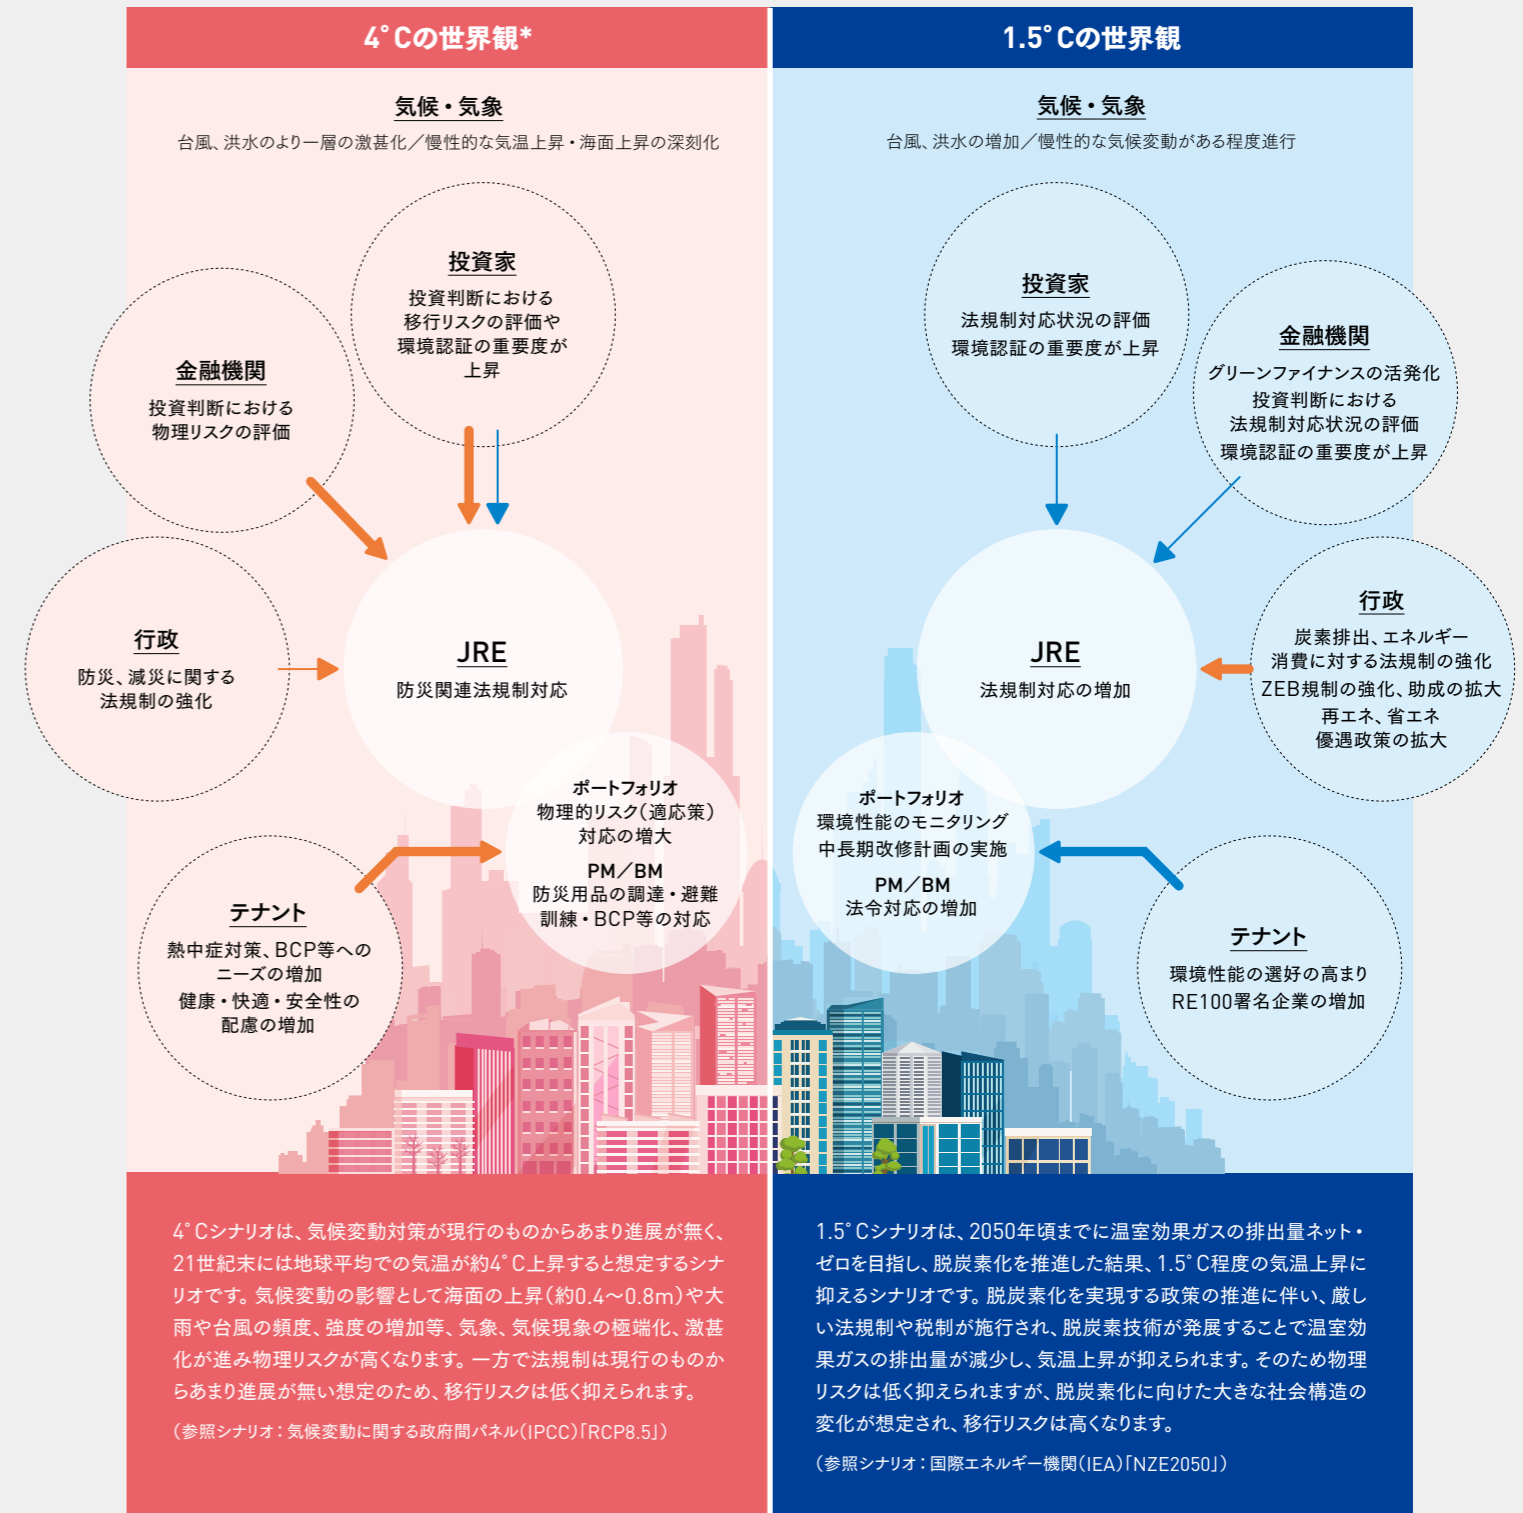 4°Cの世界観*
気候・気象
台風、洪水のより一層の激甚化／慢性的な気温上昇・海面上昇の深刻化
投資家
投資判断における
移行リスクの評価や
環境認証の重要度が
上昇
金融機関
投資判断における
物理リスクの評価
行政
防災、減災に関する
法規制の強化
JRE
防災関連法規制対応
ポートフォリオ
物理的リスク（適応策）
対応の増大
PM／BM
防災用品の調達・避難
訓練・BCP等の対応
テナント
熱中症対策、BCP等への
ニーズの増加
健康・快適・安全性の
配慮の増加
4°Cシナリオは、気候変動対策が現行のものからあまり進展が無く、
21世紀末には地球平均での気温が約4°C上昇すると想定するシナ
リオです。気候変動の影響として海面の上昇（約0.4～0.8m）や大
雨や台風の頻度、強度の増加等、気象、気候現象の極端化、激甚
化が進み物理リスクが高くなります。一方で法規制は現行のものか
らあまり進展が無い想定のため、移行リスクは低く抑えられます。
（参照シナリオ：気候変動に関する政府間パネル（IPCC）「RCP8.5」）
1.5°Cの世界観
気候・気象
台風、洪水の増加／慢性的な気候変動がある程度進行
投資家
法規制対応状況の評価
環境認証の重要度が上昇
金融機関
グリーンファイナンスの活発化
投資判断における
法規制対応状況の評価
環境認証の重要度が上昇
行政
炭素排出、エネルギー
消費に対する法規制の強化
ZEB規制の強化、助成の拡大
再エネ、省エネ
優遇政策の拡大
JRE
法規制対応の増加
ポートフォリオ
環境性能のモニタリング
中長期改修計画の実施
PM／BM
法令対応の増加
テナント
環境性能の選好の高まり
RE100署名企業の増加
1.5°Cシナリオは、2050年頃までに温室効果ガスの排出量ネット・
ゼロを目指し、脱炭素化を推進した結果、1.5°C程度の気温上昇に
抑えるシナリオです。脱炭素化を実現する政策の推進に伴い、厳し
い法規制や税制が施行され、脱炭素技術が発展することで温室効
果ガスの排出量が減少し、気温上昇が抑えられます。そのため物理
リスクは低く抑えられますが、脱炭素化に向けた大きな社会構造の
変化が想定され、移行リスクは高くなります。
（参照シナリオ：国際エネルギー機関（IEA）「NZE2050」）